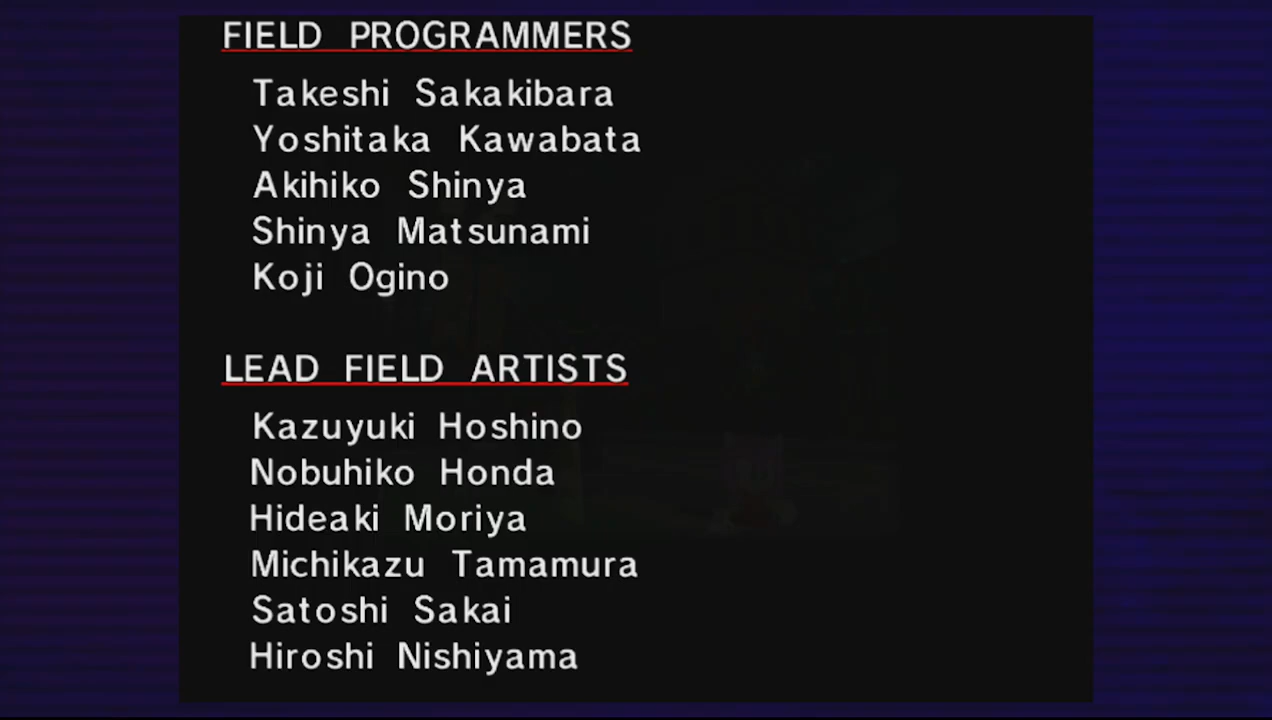 FIELD PROGRAMMERS
Takeshi Sakakibara
Yoshitaka Kawabata
Akihiko Shinya
Shinya Matsunami
Koji Ogino
LEAD FIELD ARTISTS
Kazuyuki Hoshino
Nobuhiko Honda
Hideaki Moriya
Michikazu Tamamura
Satoshi Sakai
Hiroshi Nishiyama